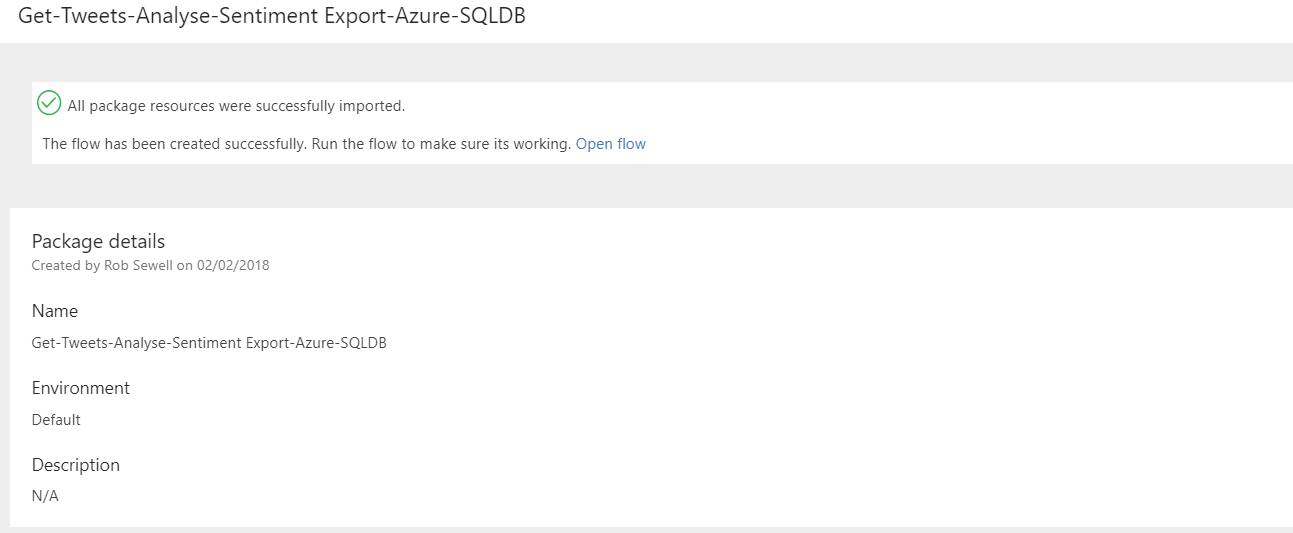 Get-Tweets-Analyse-Sentiment Export-Azure-SQLDB
All package resources were successfully imported.
The flow has been created successfully. Run the flow to make sure its working. Open flow
Package details
Created by Rob Sewell on 02/02/2018
Name
Get-Tweets-Analyse-Sentiment Export-Azure-SQLDB
Environment
Default
Description
N/A